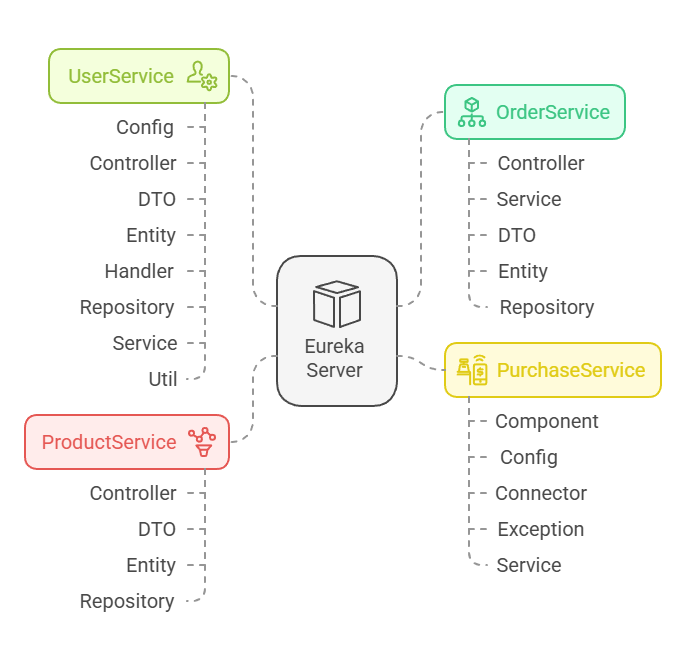 UserService
Config
Controller
DTO
Entity
Handler
Repository
Service
Util
ProductService
Controller
DTO
Entity
Repository
Eureka
Server
OrderService
Controller
Service
DTO
Entity
Repository
PurchaseService
Component
Config
Connector
Exception
Service